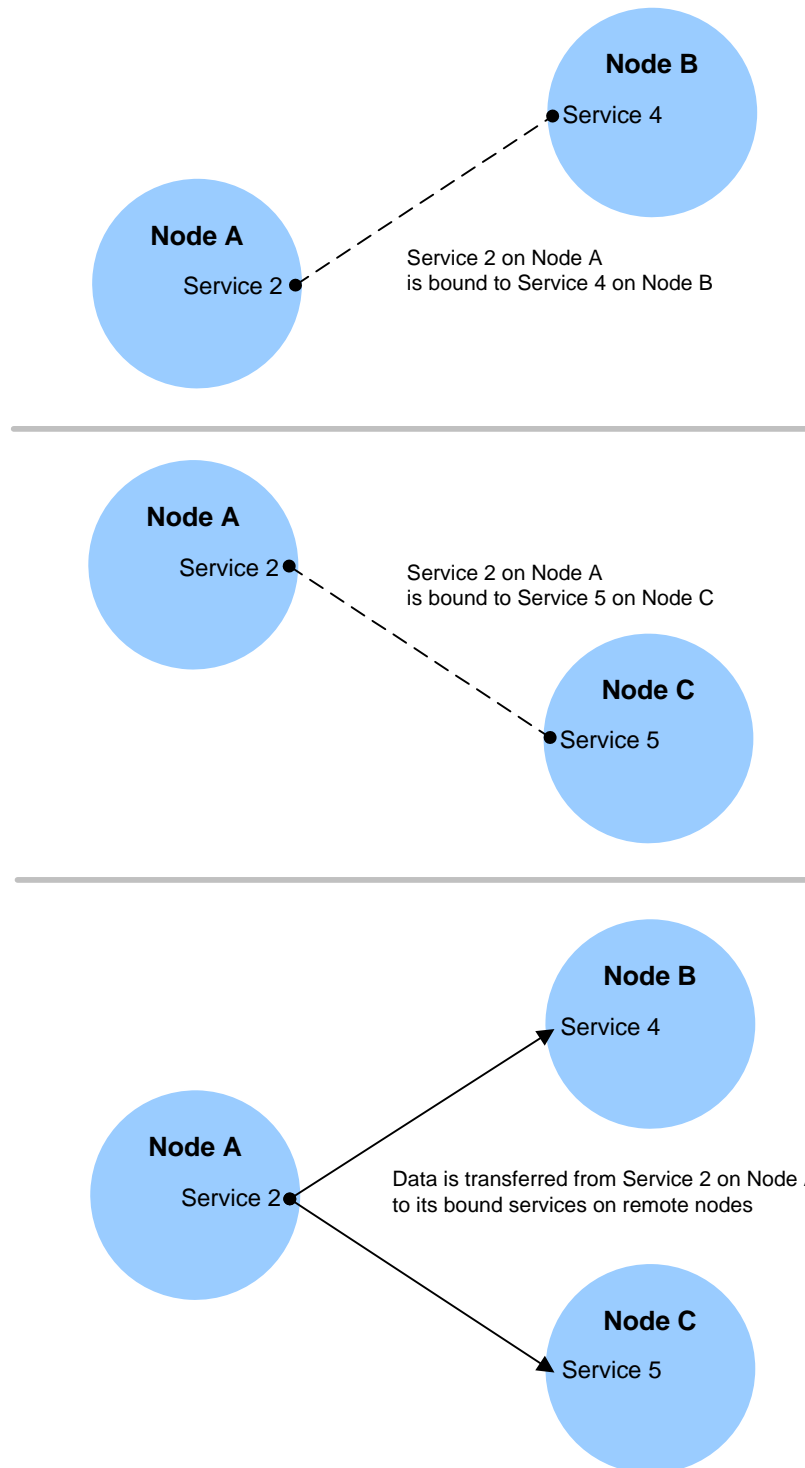 Node B
Service 4
Node A
Service 2
Service 2 on Node A
is bound to Service 4 on Node B
Node A
Service 2
Service 2 on Node A
is bound to Service 5 on Node C
Node C
Service 5
Node B
Service 4
Node A
Service 2
Data is transferred from Service 2 on Node
to its bound services on remote nodes
Node C
Service 5